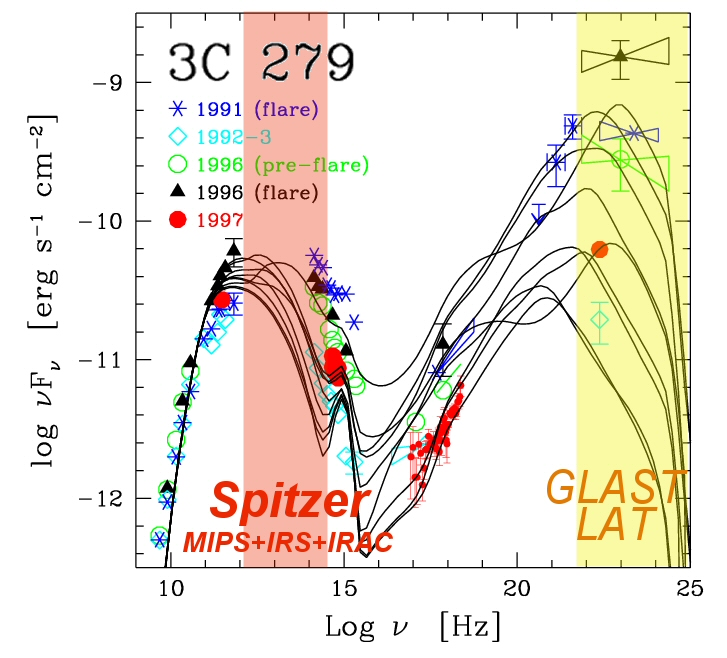 3C 279
1991 (flare)
1992-3
1996 (pre-flare)
1996 (flare)
1997
log νFν [erg s⁻¹ cm⁻²]
-9
-10
-11
-12
Spitzer
MIPS+IRS+IRAC
GLAST
LAT
10 15 20 25
Log ν [Hz]